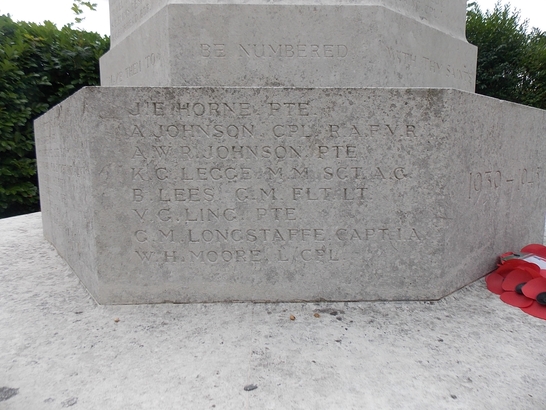 BE NUMBERED
J. E HORNE PTE
A JOHNSON CPL R.A.F.V.R.
A W R JOHNSON PTE
K. G. LEGGE M.M SGT. A.C.
B LEES G.M FLT LT.
V G. LING PTE
G. M LONGSTAFFE CAPT I.A
W. H. MOORE L/CPL